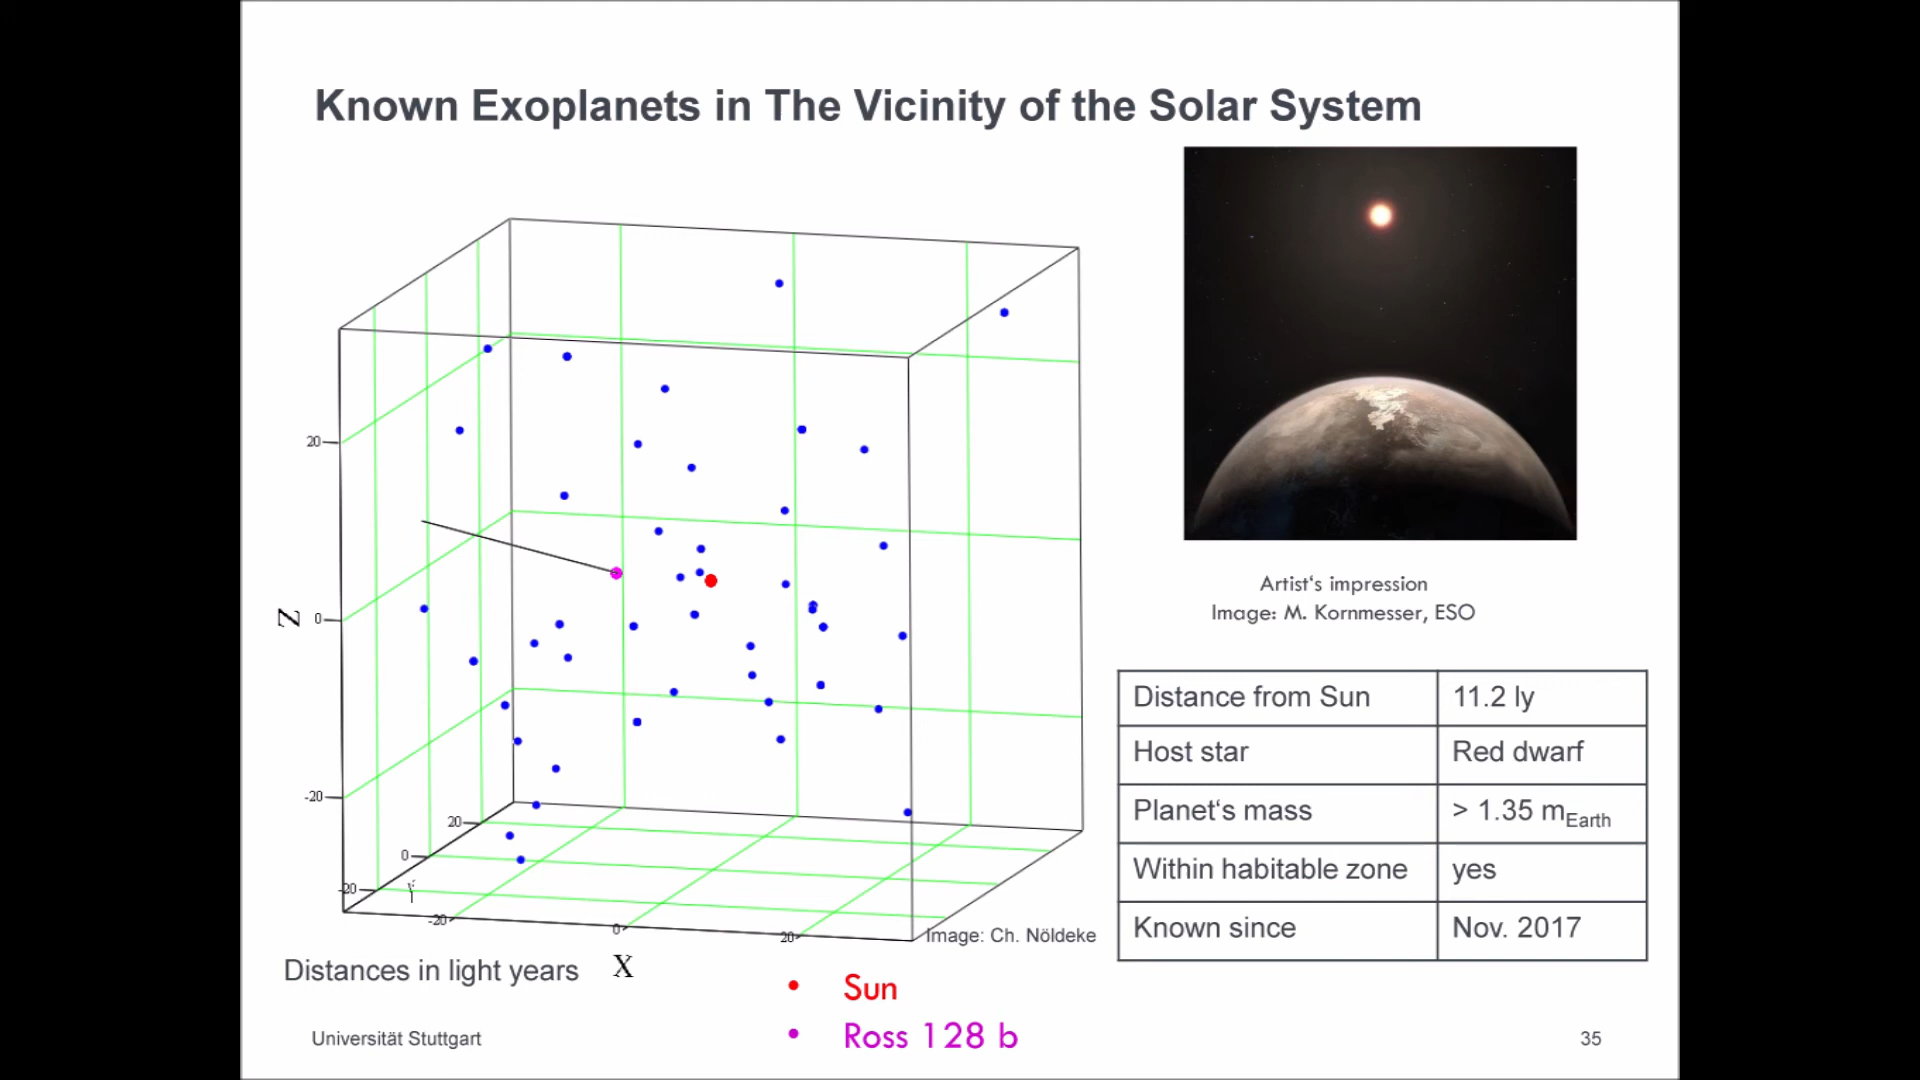 Known Exoplanets in The Vicinity of the Solar System
20
0
-20
Z
20
0
-20
Y
-20
0
20
X
Image: Ch. Nöldeke
Distances in light years
• Sun
• Ross 128 b
Artist‘s impression
Image: M. Kornmesser, ESO
Distance from Sun 11.2 ly
Host star Red dwarf
Planet‘s mass > 1.35 mEarth
Within habitable zone yes
Known since Nov. 2017
Universität Stuttgart
35